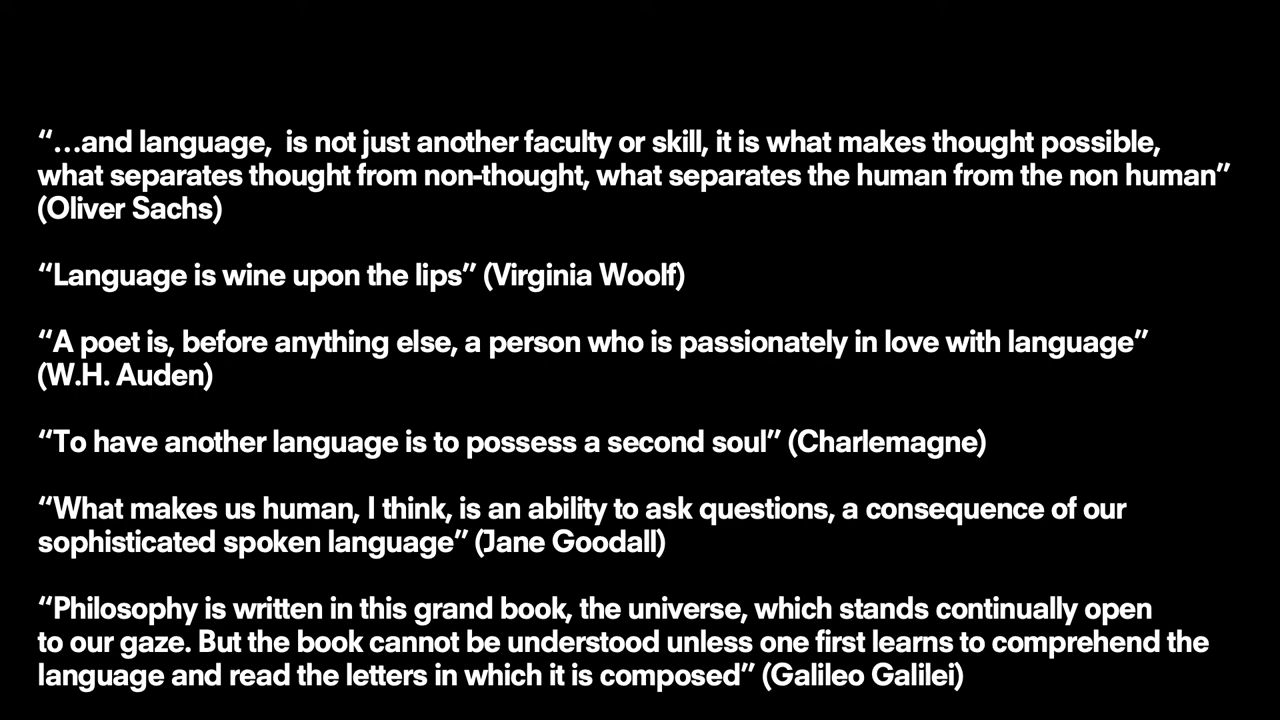 “...and language,  is not just another faculty or skill, it is what makes thought possible,
what separates thought from non-thought, what separates the human from the non human”
(Oliver Sachs)
“Language is wine upon the lips” (Virginia Woolf)
“A poet is, before anything else, a person who is passionately in love with language”
(W.H. Auden)
“To have another language is to possess a second soul” (Charlemagne)
“What makes us human, I think, is an ability to ask questions, a consequence of our
sophisticated spoken language” (Jane Goodall)
“Philosophy is written in this grand book, the universe, which stands continually open
to our gaze. But the book cannot be understood unless one first learns to comprehend the
language and read the letters in which it is composed” (Galileo Galilei)